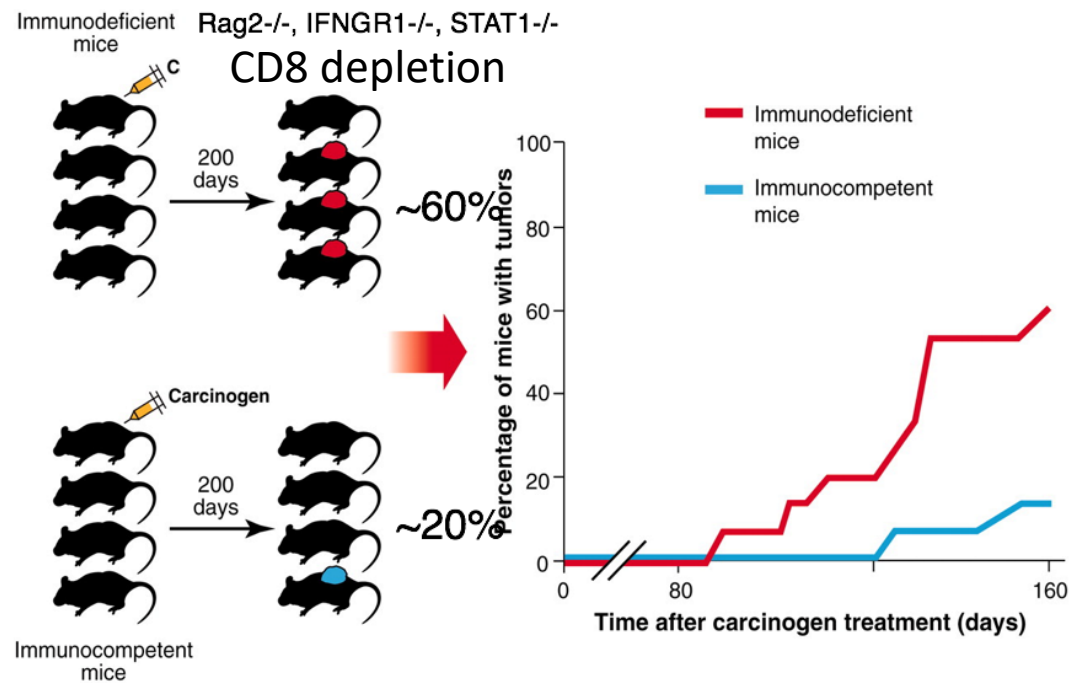 Immunodeficient
mice
Rag2-/-, IFNGR1-/-, STAT1-/-
CD8 depletion
C
200
days
~60%
Carcinogen
200
days
~20%
Immunocompetent
mice
Immunodeficient
mice
Immunocompetent
mice
Percentage of mice with tumors
100
80
60
40
20
0
0
80
160
Time after carcinogen treatment (days)